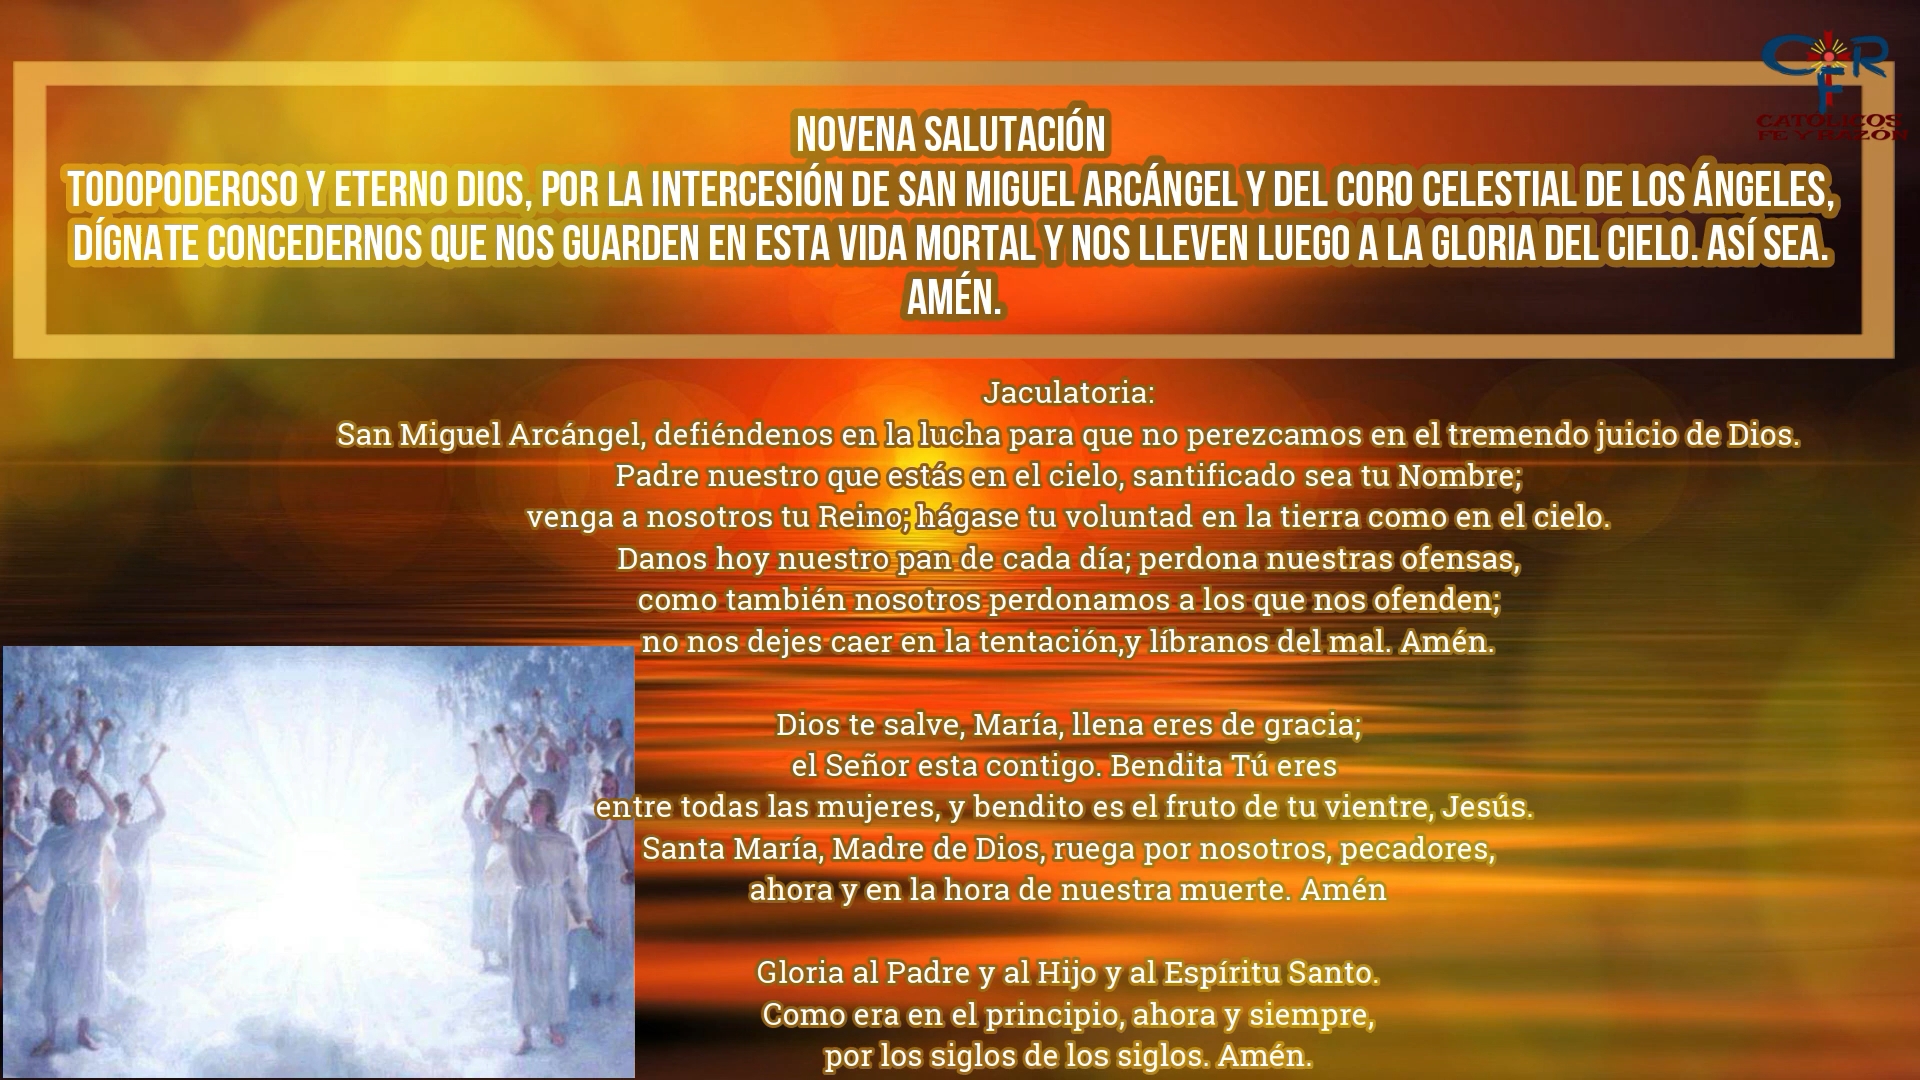 CFR
CATÓLICOS
FE Y RAZÓN
NOVENA SALUTACIÓN
TODOPODEROSO Y ETERNO DIOS, POR LA INTERCESIÓN DE SAN MIGUEL ARCÁNGEL Y DEL CORO CELESTIAL DE LOS ÁNGELES,
DÍGNATE CONCEDERNOS QUE NOS GUARDEN EN ESTA VIDA MORTAL Y NOS LLEVEN LUEGO A LA GLORIA DEL CIELO. ASÍ SEA.
AMÉN.
Jaculatoria:
San Miguel Arcángel, defiéndenos en la lucha para que no perezcamos en el tremendo juicio de Dios.
Padre nuestro que estás en el cielo, santificado sea tu Nombre;
venga a nosotros tu Reino; hágase tu voluntad en la tierra como en el cielo.
Danos hoy nuestro pan de cada día; perdona nuestras ofensas,
como también nosotros perdonamos a los que nos ofenden;
no nos dejes caer en la tentación,y líbranos del mal. Amén.
Dios te salve, María, llena eres de gracia;
el Señor esta contigo. Bendita Tú eres
entre todas las mujeres, y bendito es el fruto de tu vientre, Jesús.
Santa María, Madre de Dios, ruega por nosotros, pecadores,
ahora y en la hora de nuestra muerte. Amén
Gloria al Padre y al Hijo y al Espíritu Santo.
Como era en el principio, ahora y siempre,
por los siglos de los siglos. Amén.